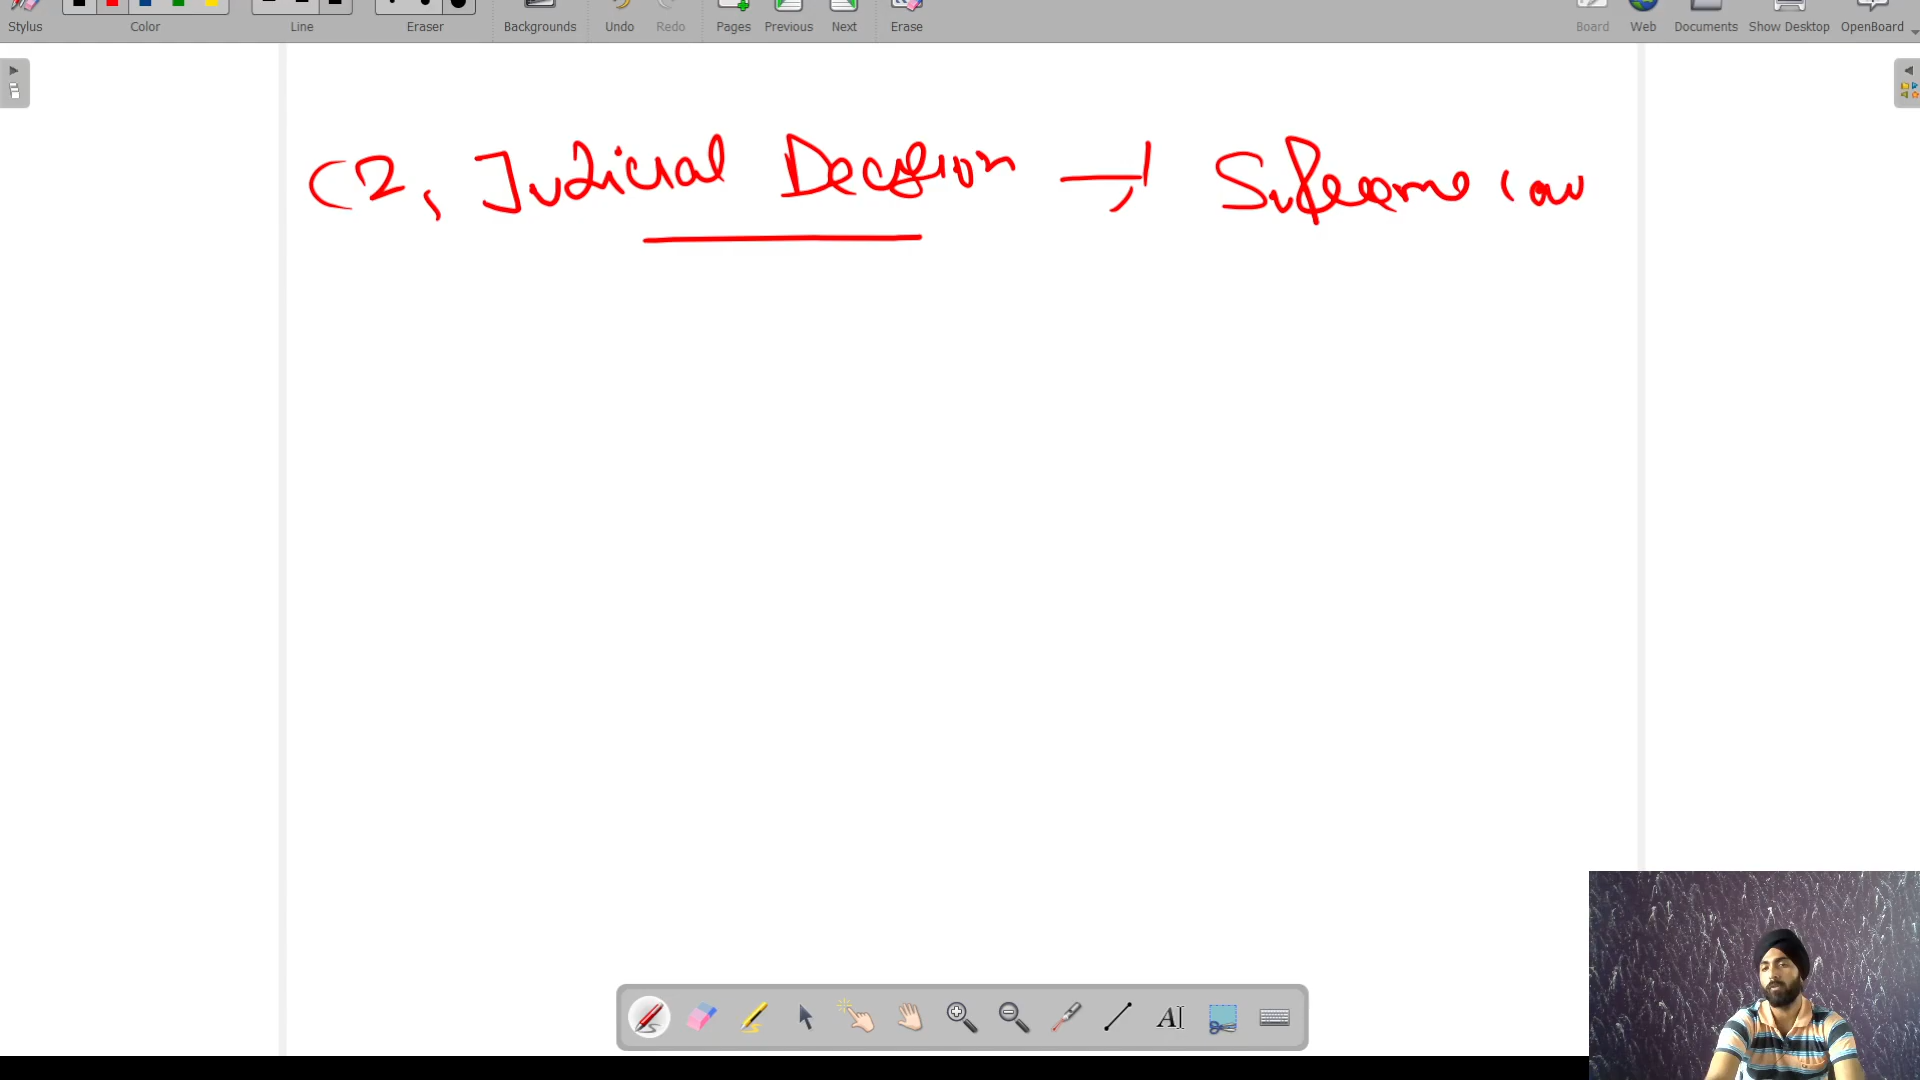 Stylus Color Line Eraser Backgrounds Undo Redo Pages Previous Next Erase Board Web Documents Show Desktop OpenBoard
(2, Judicial Decision → Supreme